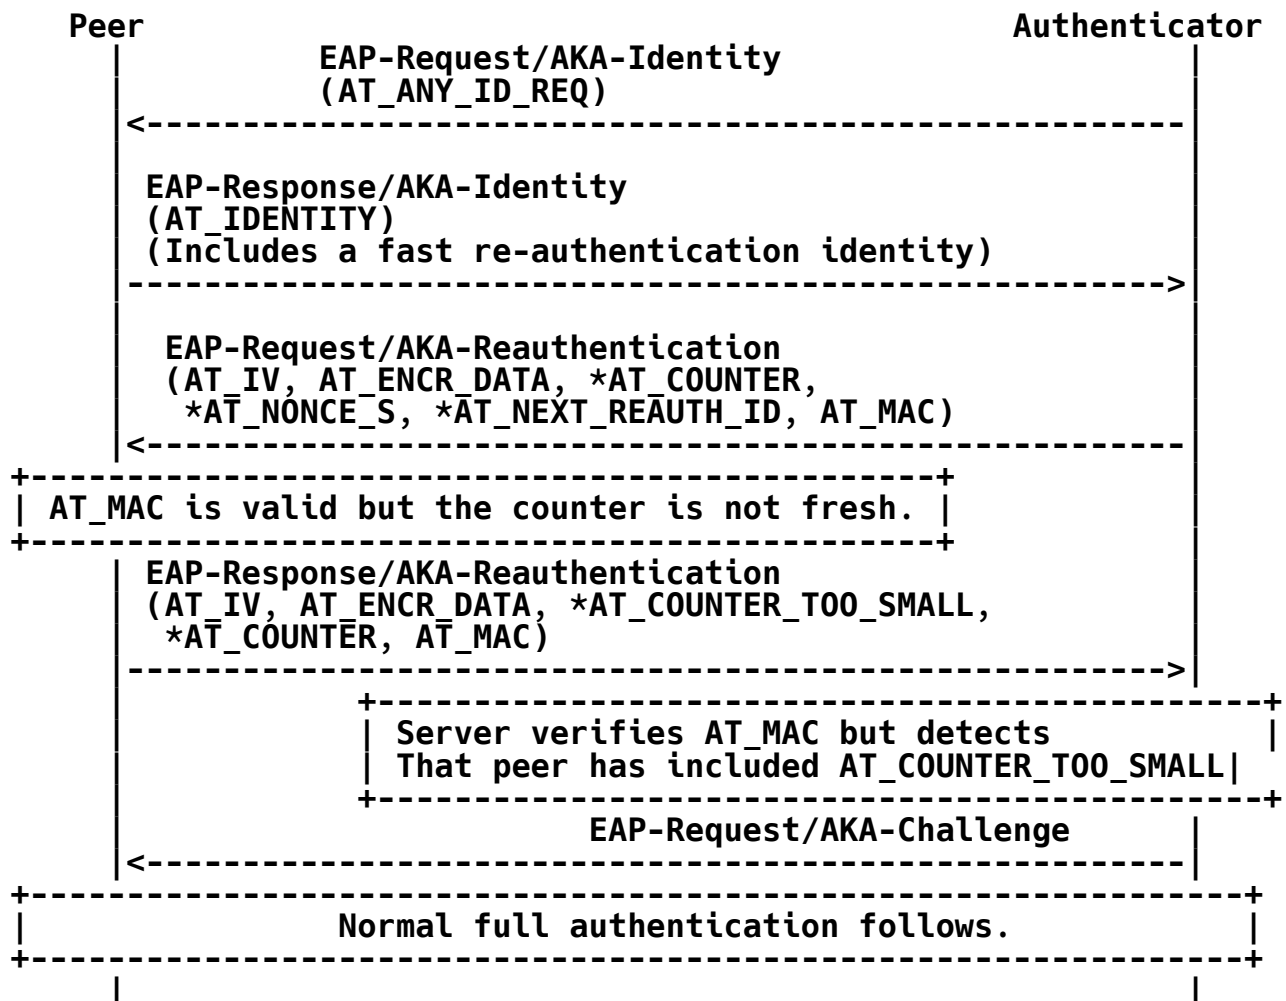 Peer Authenticator
EAP-Request/AKA-Identity
(AT_ANY_ID_REQ)
EAP-Response/AKA-Identity
(AT_IDENTITY)
(Includes a fast re-authentication identity)
EAP-Request/AKA-Reauthentication
(AT_IV, AT_ENCR_DATA, *AT_COUNTER,
*AT_NONCE_S, *AT_NEXT_REAUTH_ID, AT_MAC)
AT_MAC is valid but the counter is not fresh.
EAP-Response/AKA-Reauthentication
(AT_IV, AT_ENCR_DATA, *AT_COUNTER_TOO_SMALL,
*AT_COUNTER, AT_MAC)
Server verifies AT_MAC but detects
That peer has included AT_COUNTER_TOO_SMALL
EAP-Request/AKA-Challenge
Normal full authentication follows.